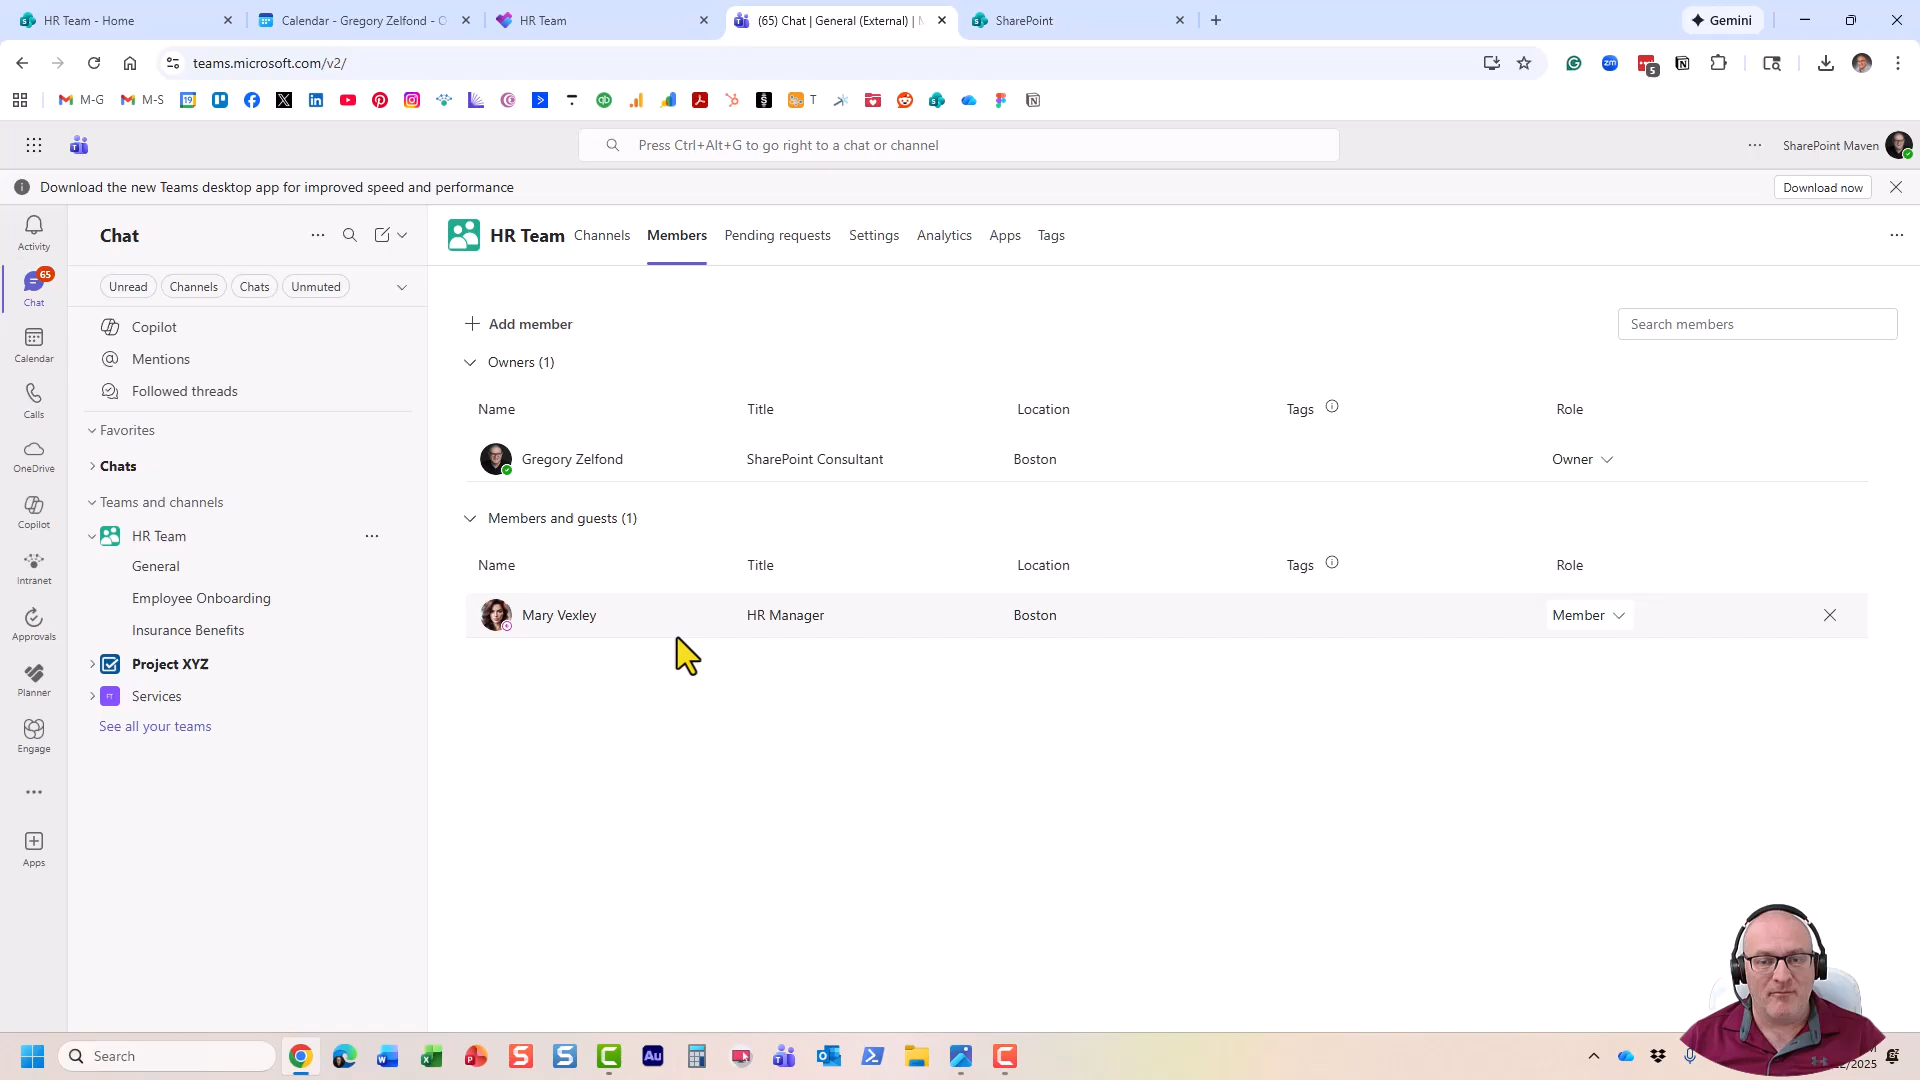 HR Team - Home
Calendar - Gregory Zelfond - O
HR Team
(65) Chat | General (External) | M
SharePoint
Gemini
teams.microsoft.com/v2/
zm
5
M-G
M-S
19
T
Press Ctrl+Alt+G to go right to a chat or channel
SharePoint Maven
Download the new Teams desktop app for improved speed and performance
Download now
Activity
65
Chat
Calendar
Calls
OneDrive
Copilot
Intranet
Approvals
Planner
Engage
Apps
Chat
Unread
Channels
Chats
Unmuted
Copilot
Mentions
Followed threads
Favorites
Chats
Teams and channels
HR Team
General
Employee Onboarding
Insurance Benefits
Project XYZ
FT
Services
See all your teams
HR Team
Channels
Members
Pending requests
Settings
Analytics
Apps
Tags
Add member
Search members
Owners (1)
Name
Title
Location
Tags
Role
Gregory Zelfond
SharePoint Consultant
Boston
Owner
Members and guests (1)
Name
Title
Location
Tags
Role
Mary Vexley
HR Manager
Boston
Member
Search
Au